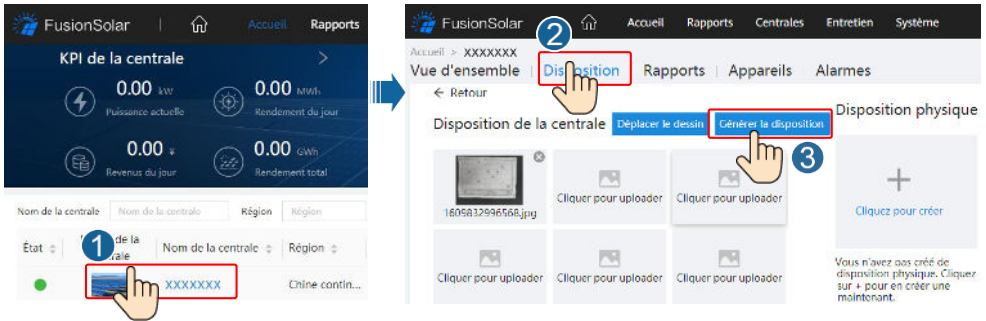 FusionSolar
Accueil
Rapports
KPI de la centrale
>
0.00 kW
Puissance actuelle
0.00 MWh
Rendement du jour
0.00 ¥
Revenus du jour
0.00 GWh
Rendement total
Nom de la centrale
Nom de la centrale
Région
Région
État
de la
rale
Nom de la centrale
Région
1
XXXXXXX
Chine contin...
FusionSolar
2
Accueil
Rapports
Centrales
Entretien
Système
Accueil > XXXXXXX
Vue d'ensemble
Disposition
Rapports
Appareils
Alarmes
← Retour
Disposition de la centrale
Déplacer le dessin
Générer la disposition
3
1609832996568.jpg
Cliquer pour uploader
Cliquer pour uploader
Cliquer pour uploader
Cliquer pour uploader
Cliquer pour uploader
Disposition physique
+
Cliquez pour créer
Vous n'avez pas créé de
disposition physique. Cliquez
sur + pour en créer une
maintenant.